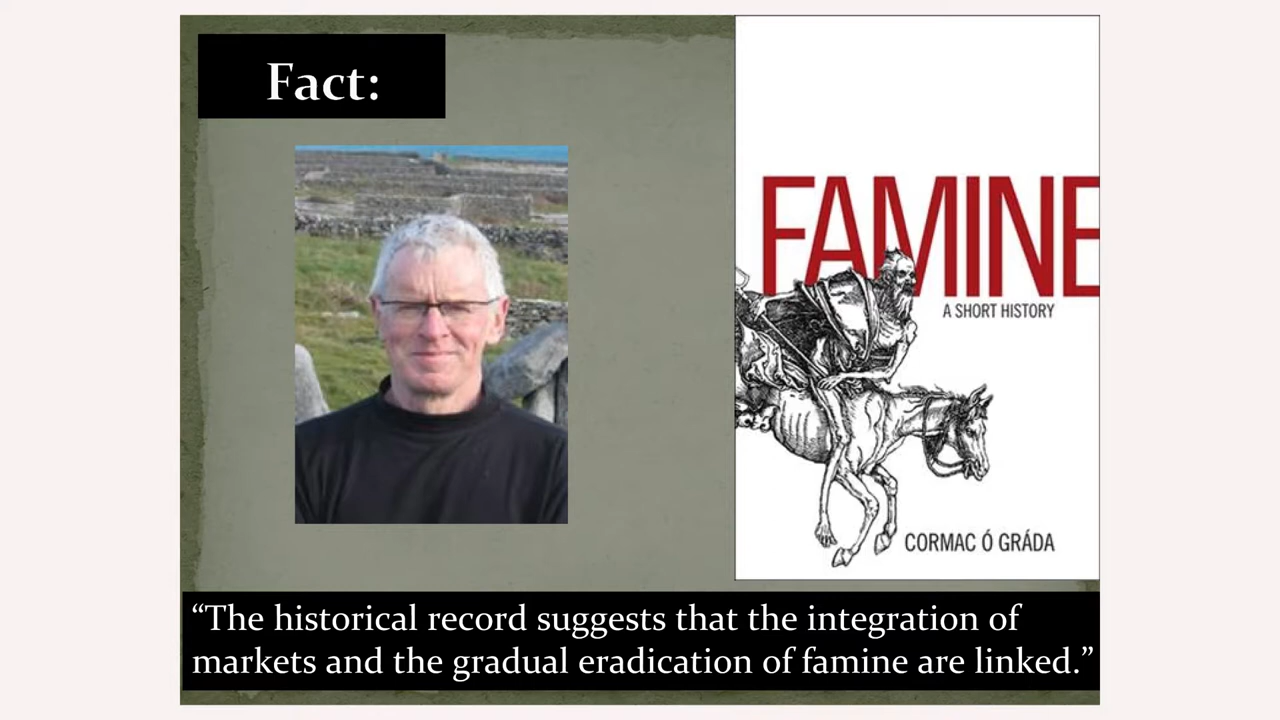 Fact:
FAMINE
A SHORT HISTORY
CORMAC Ó GRÁDA
“The historical record suggests that the integration of
markets and the gradual eradication of famine are linked.”